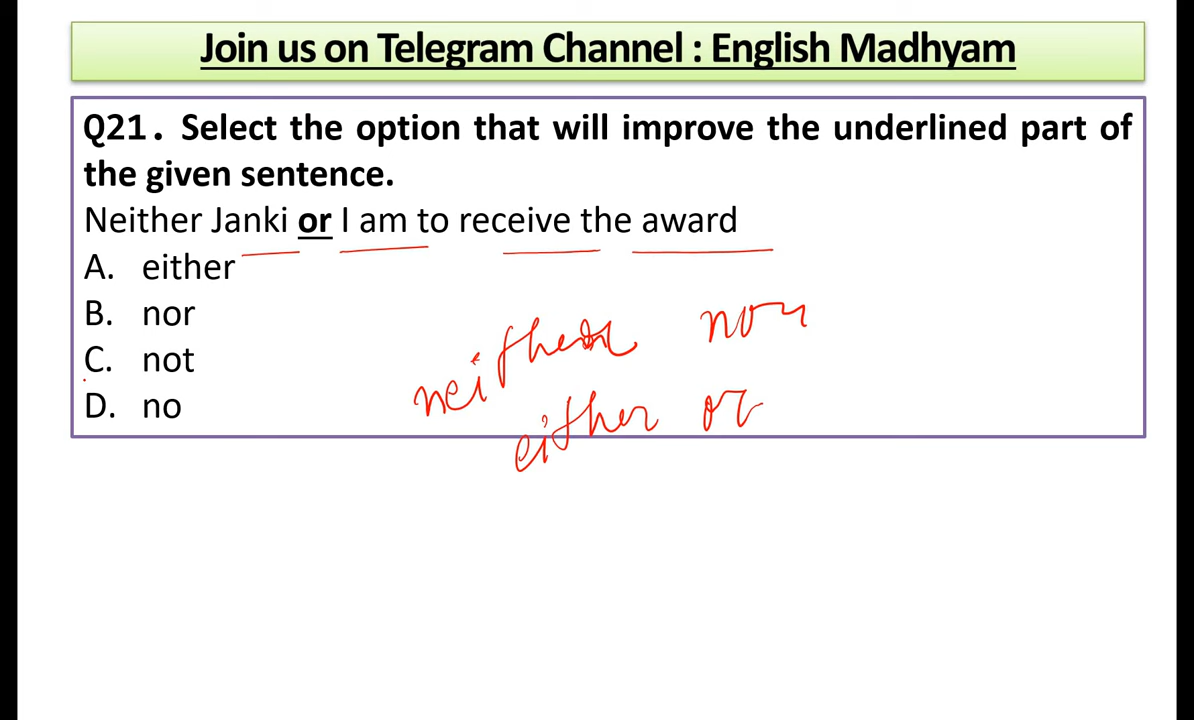 Join us on Telegram Channel : English Madhyam
Q21. Select the option that will improve the underlined part of
the given sentence.
Neither Janki or I am to receive the award
A. either
B. nor
C. not
D. no
neither nor
either or